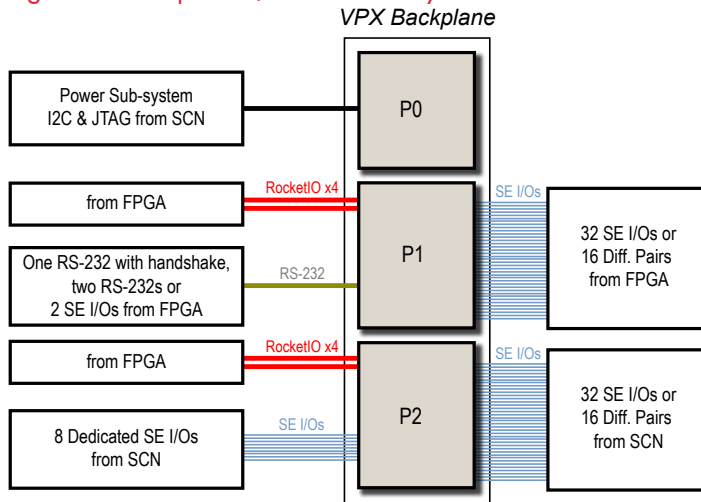 VPX Backplane
Power Sub-system
I2C & JTAG from SCN
P0
RocketIO x4
from FPGA
P1
SE I/Os
32 SE I/Os or
16 Diff. Pairs
from FPGA
One RS-232 with handshake,
two RS-232s or
2 SE I/Os from FPGA
RS-232
RocketIO x4
from FPGA
P2
SE I/Os
32 SE I/Os or
16 Diff. Pairs
from SCN
8 Dedicated SE I/Os
from SCN
SE I/Os